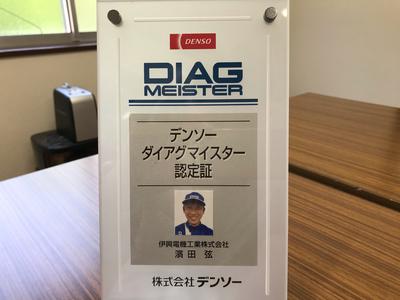 DENSO
DIAG
MEISTER
デンソー
ダイアグマイスター
認定証
伊興電機工業株式会社
濱田 弦
株式会社 デンソー